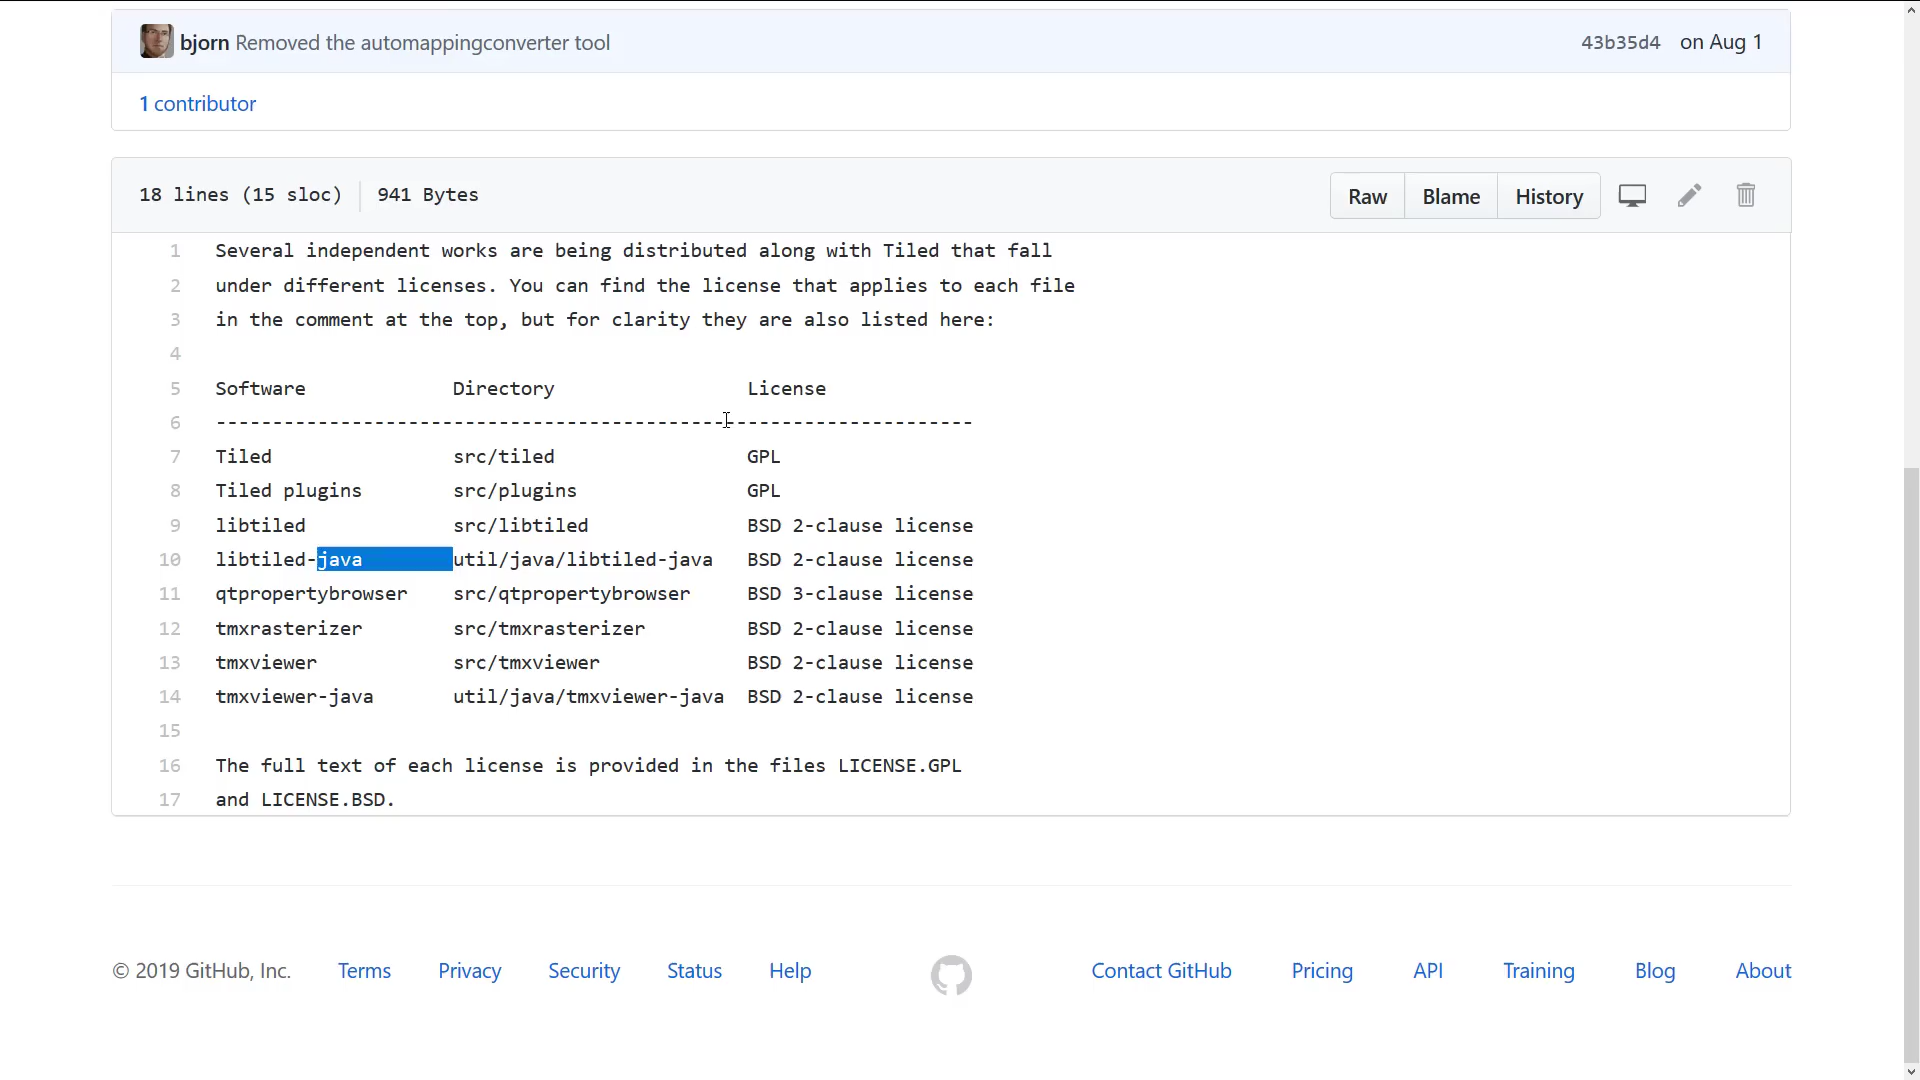 bjorn Removed the automappingconverter tool 43b35d4 on Aug 1
1 contributor
18 lines (15 sloc) 941 Bytes Raw Blame History
1 Several independent works are being distributed along with Tiled that fall
2 under different licenses. You can find the license that applies to each file
3 in the comment at the top, but for clarity they are also listed here:
4
5 Software Directory License
6 -------------------------------------------------------------------
7 Tiled src/tiled GPL
8 Tiled plugins src/plugins GPL
9 libtiled src/libtiled BSD 2-clause license
10 libtiled-java util/java/libtiled-java BSD 2-clause license
11 qtpropertybrowser src/qtpropertybrowser BSD 3-clause license
12 tmxrasterizer src/tmxrasterizer BSD 2-clause license
13 tmxviewer src/tmxviewer BSD 2-clause license
14 tmxviewer-java util/java/tmxviewer-java BSD 2-clause license
15
16 The full text of each license is provided in the files LICENSE.GPL
17 and LICENSE.BSD.
© 2019 GitHub, Inc. Terms Privacy Security Status Help Contact GitHub Pricing API Training Blog About